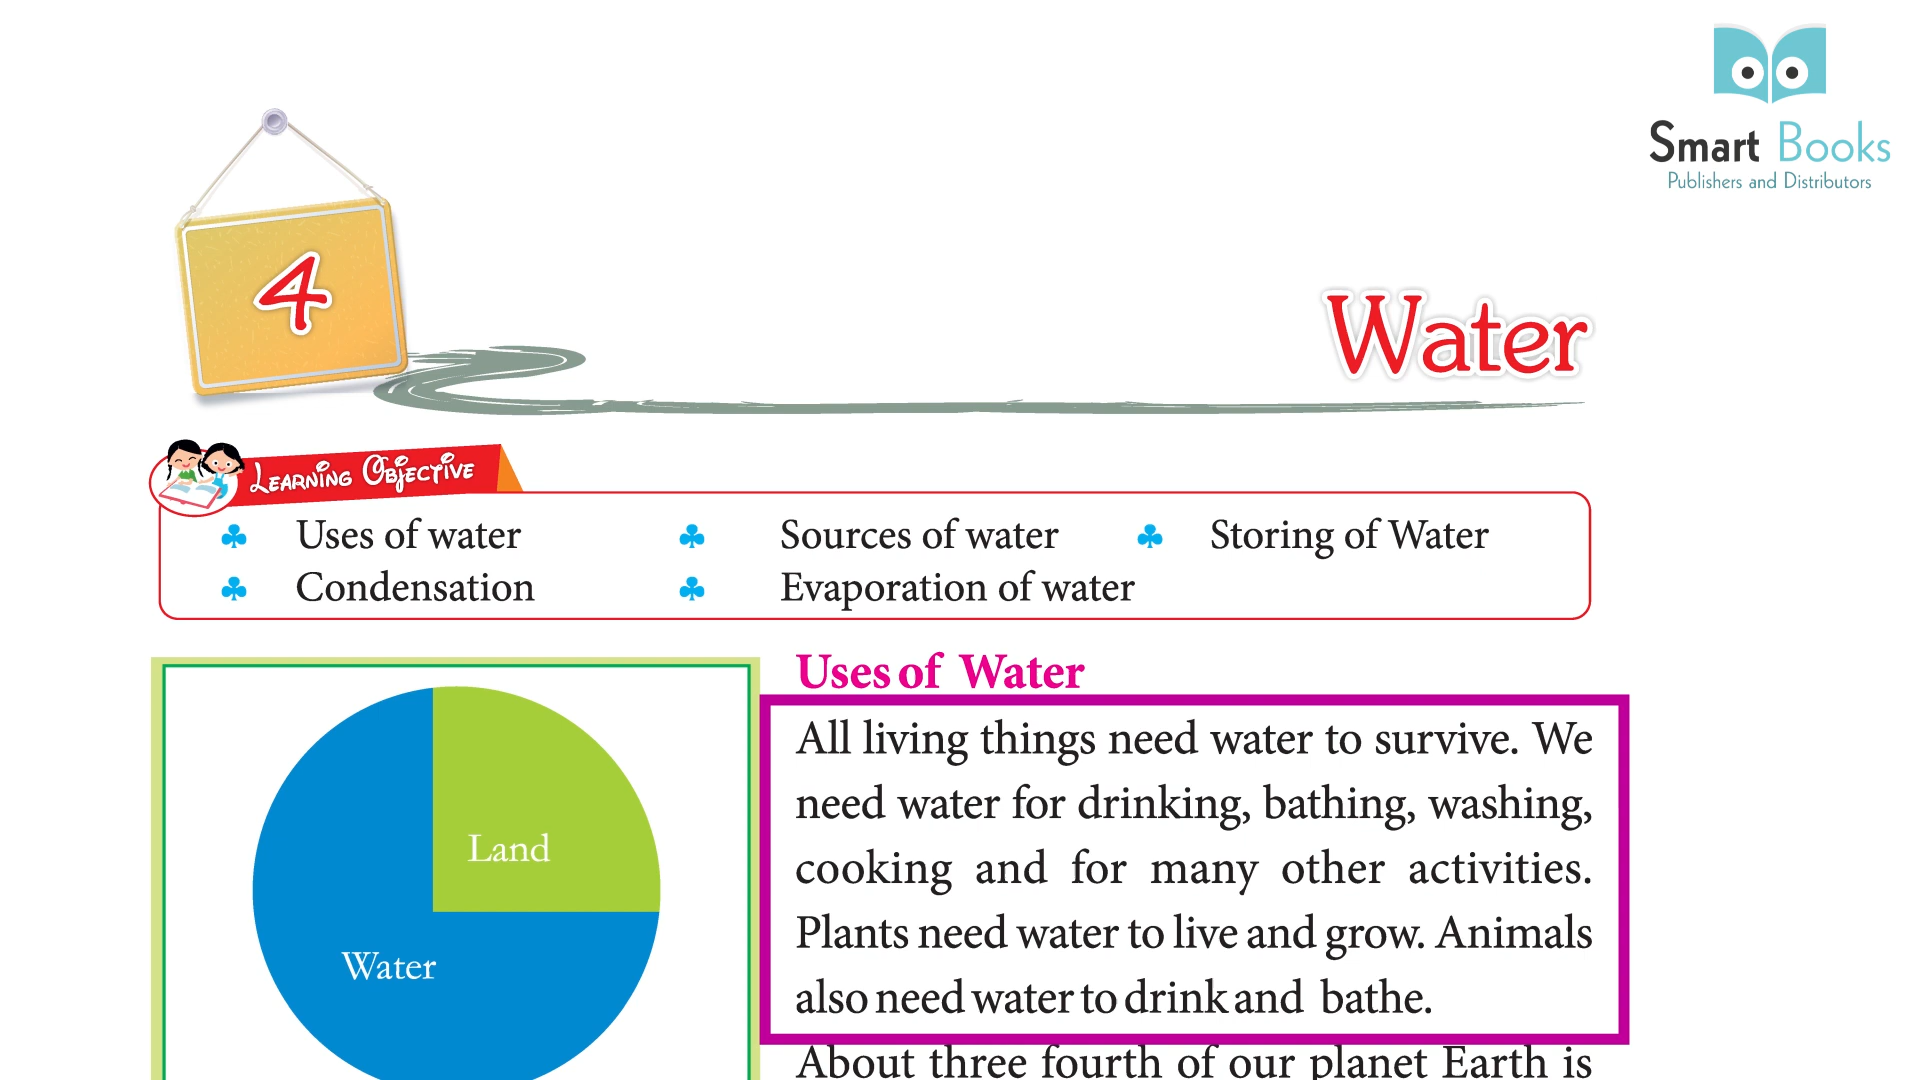 Smart Books
Publishers and Distributors
4
Water
Learning Objective
Uses of water
Sources of water
Storing of Water
Condensation
Evaporation of water
Land
Water
Uses of Water
All living things need water to survive. We
need water for drinking, bathing, washing,
cooking and for many other activities.
Plants need water to live and grow. Animals
also need water to drink and bathe.
About three fourth of our planet Earth is